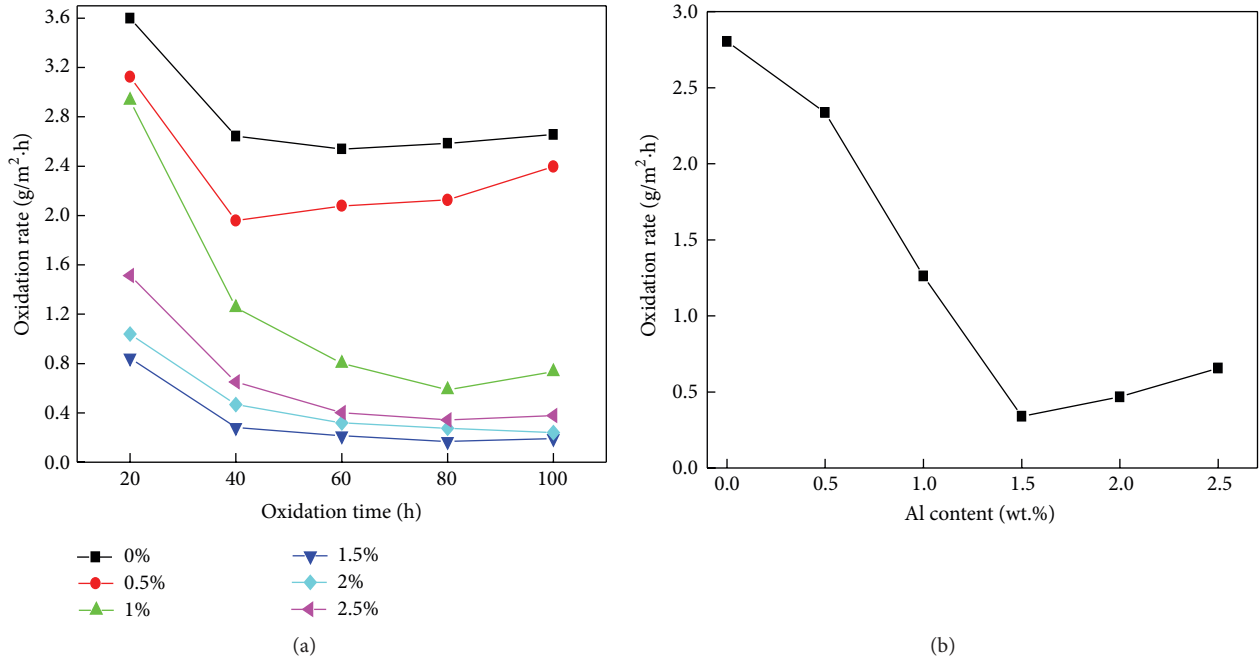 3.6
3.2
2.8
2.4
2.0
1.6
1.2
0.8
0.4
0.0
Oxidation rate (g/m²·h)
20 40 60 80 100
Oxidation time (h)
0%
0.5%
1%
1.5%
2%
2.5%
(a)
3.0
2.5
2.0
1.5
1.0
0.5
0.0
Oxidation rate (g/m²·h)
0.0 0.5 1.0 1.5 2.0 2.5
Al content (wt.%)
(b)